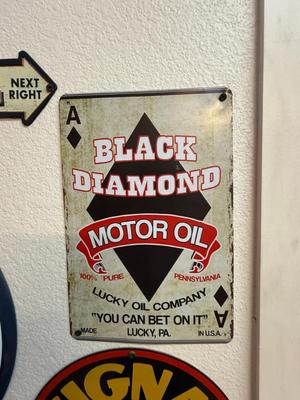 NEXT
RIGHT
A
BLACK
DIAMOND
MOTOR OIL
100% PURE PENNSYLVANIA
LUCKY OIL COMPANY
"YOU CAN BET ON IT"
MADE LUCKY, PA. IN U.S.A.
A
IGNA